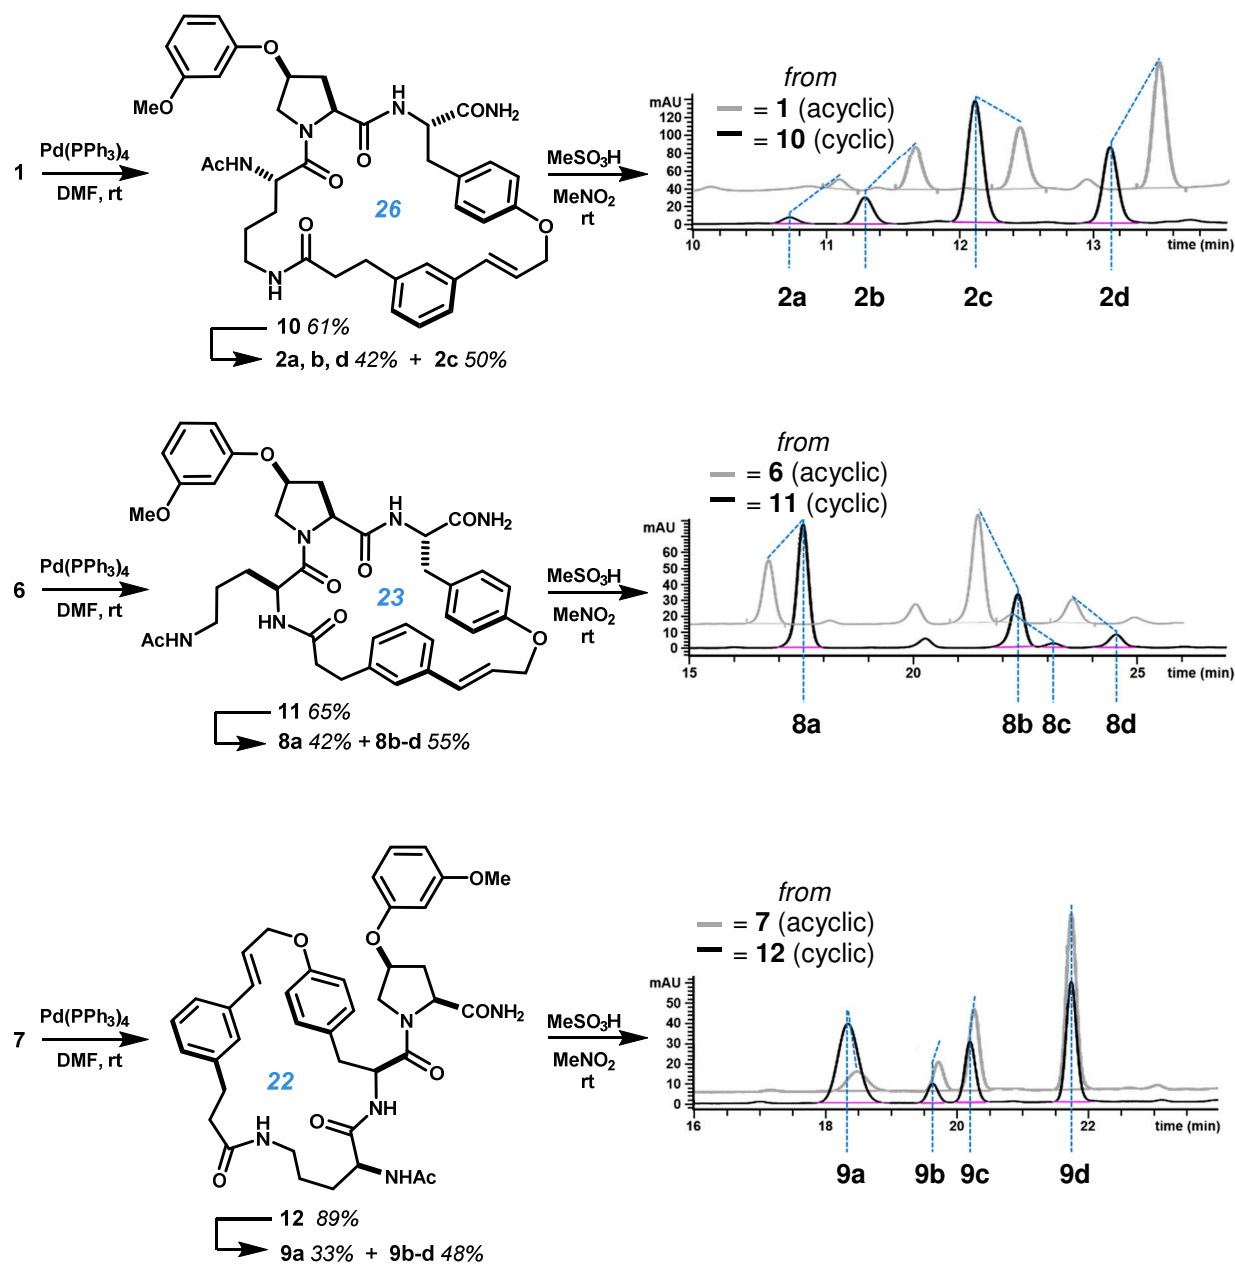 1
Pd(PPh3)4
DMF, rt
O
MeO
N
O
H
N
CONH2
AcHN
O
26
O
O
N
H
10 61%
2a, b, d 42% + 2c 50%
MeSO3H
MeNO2
rt
from
= 1 (acyclic)
= 10 (cyclic)
mAU
120
100
80
60
40
20
0
10
11
12
13
time (min)
2a
2b
2c
2d
6
Pd(PPh3)4
DMF, rt
O
MeO
N
O
H
N
CONH2
O
23
HN
AcHN
O
O
11 65%
8a 42% + 8b-d 55%
MeSO3H
MeNO2
rt
from
= 6 (acyclic)
= 11 (cyclic)
mAU
60
50
40
30
20
10
0
15
20
25
time (min)
8a
8b
8c
8d
7
Pd(PPh3)4
DMF, rt
OMe
O
O
N
CONH2
O
22
NH
O
H
N
O
NHAc
12 89%
9a 33% + 9b-d 48%
MeSO3H
MeNO2
rt
from
= 7 (acyclic)
= 12 (cyclic)
mAU
50
40
30
20
10
0
16
18
20
22
time (min)
9a
9b
9c
9d